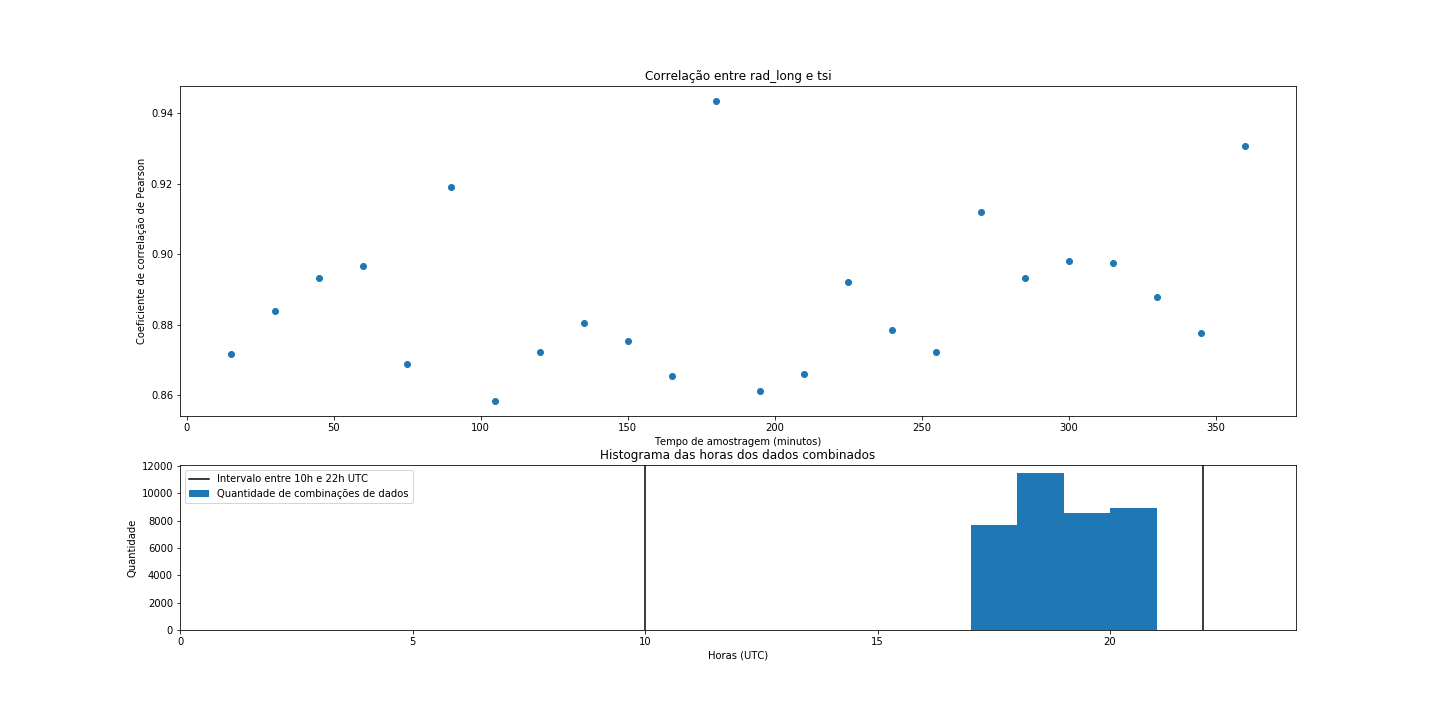 Correlação entre rad_long e tsi
Coeficiente de correlação de Pearson
0.94
0.92
0.90
0.88
0.86
0 50 100 150 200 250 300 350
Tempo de amostragem (minutos)
Histograma das horas dos dados combinados
Quantidade
12000
10000
8000
6000
4000
2000
0
Intervalo entre 10h e 22h UTC
Quantidade de combinações de dados
0 5 10 15 20
Horas (UTC)